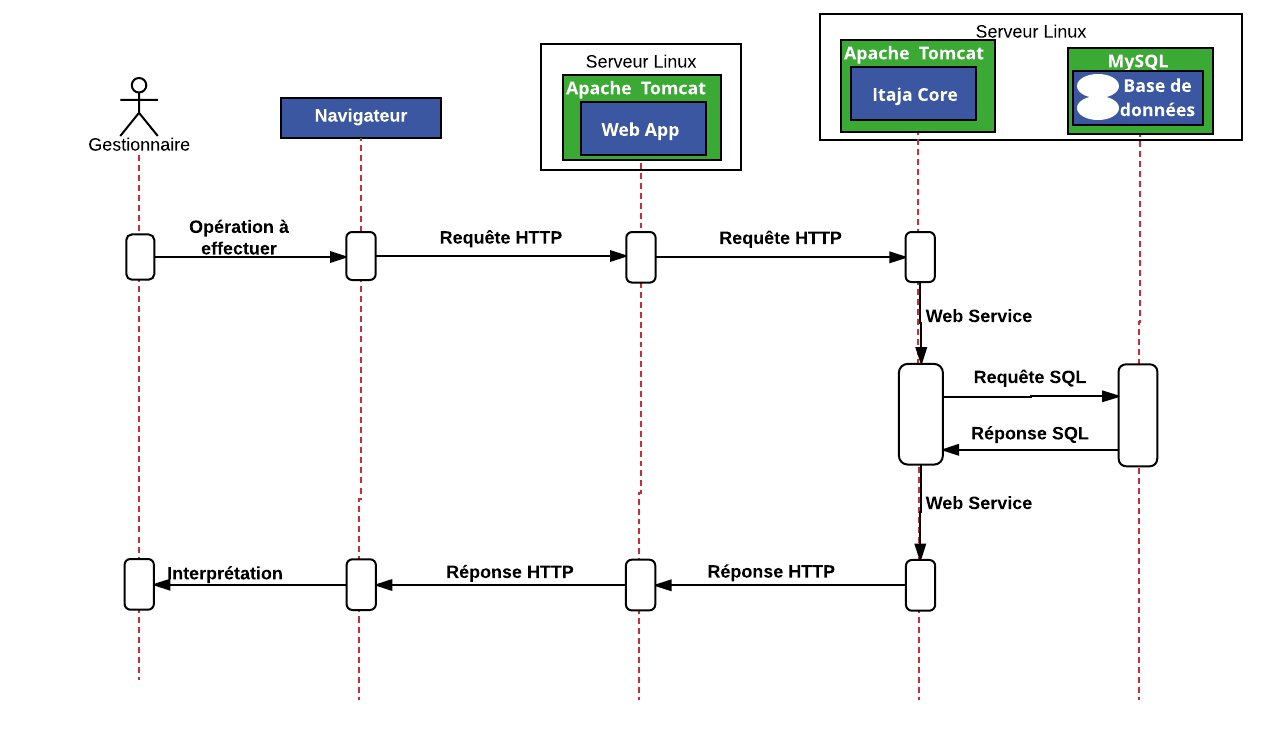 Serveur Linux
Serveur Linux
Apache Tomcat
Apache Tomcat
MySQL
Itaja Core
Base de
données
Web App
Navigateur
Gestionnaire
Opération à
effectuer
Requête HTTP
Requête HTTP
Web Service
Requête SQL
Réponse SQL
Web Service
Interprétation
Réponse HTTP
Réponse HTTP